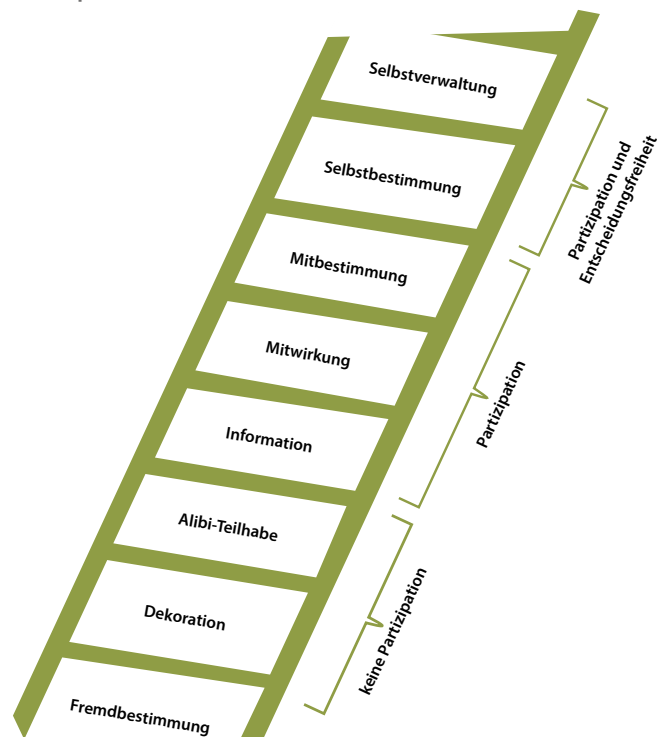 Selbstverwaltung
Selbstbestimmung
Mitbestimmung
Mitwirkung
Information
Alibi-Teilhabe
Dekoration
Fremdbestimmung
Partizipation und
Entscheidungsfreiheit
Partizipation
keine Partizipation